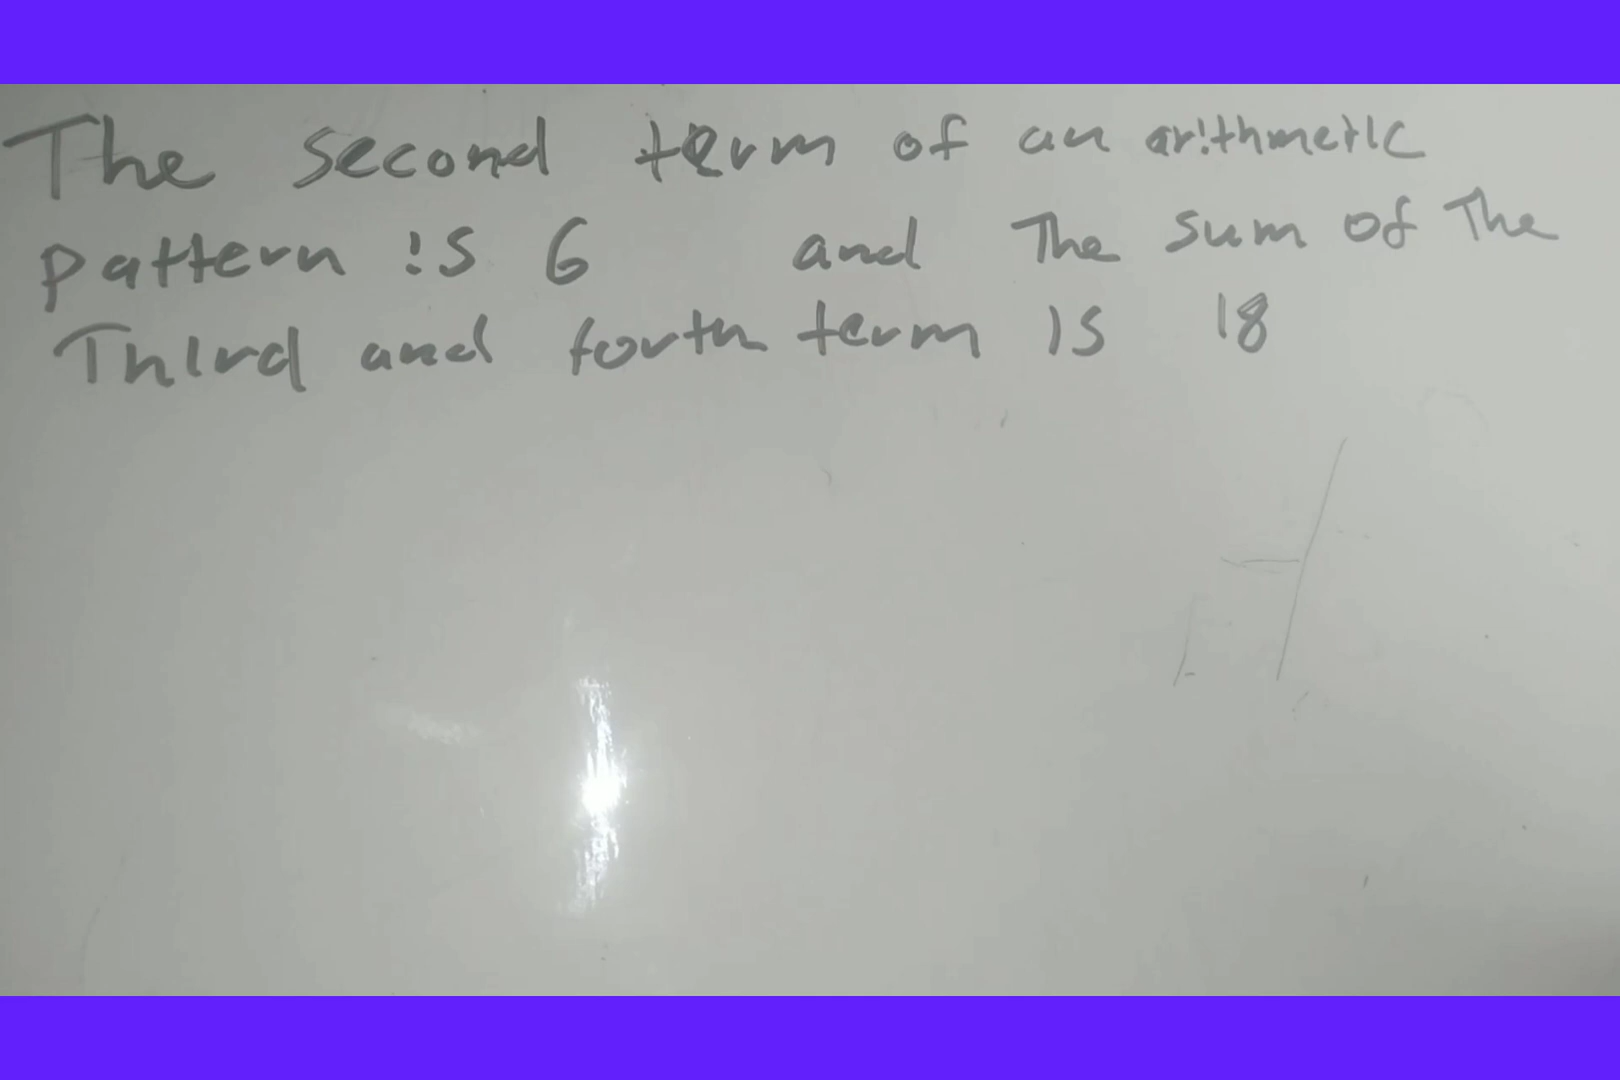 The second term of an arithmetic
pattern is 6 and The sum of The
Third and forth term is 18